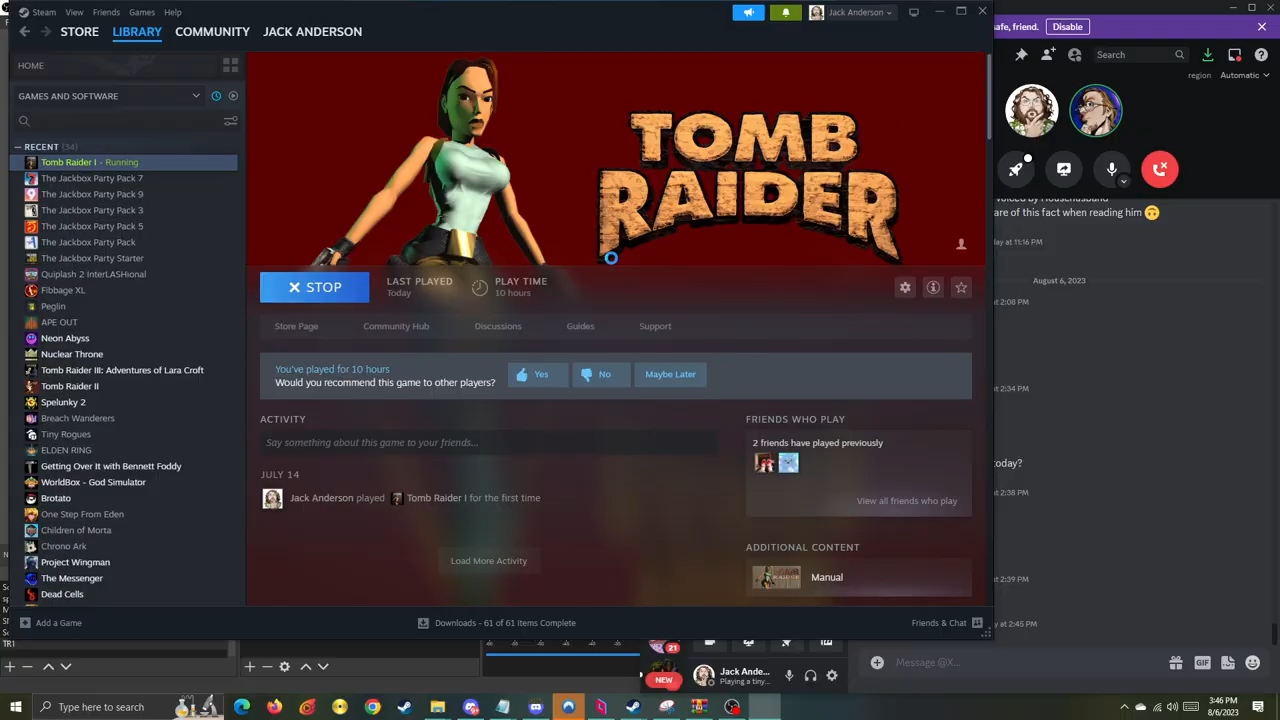 Steam View Friends Games Help
Jack Anderson
STORE LIBRARY COMMUNITY JACK ANDERSON
HOME
GAMES AND SOFTWARE
RECENT (34)
Tomb Raider I - Running
The Jackbox Party Pack 7
The Jackbox Party Pack 9
The Jackbox Party Pack 3
The Jackbox Party Pack 5
The Jackbox Party Pack
The Jackbox Party Starter
Quiplash 2 InterLASHional
Fibbage XL
Peglin
APE OUT
Neon Abyss
Nuclear Throne
Tomb Raider III: Adventures of Lara Croft
Tomb Raider II
Spelunky 2
Breach Wanderers
Tiny Rogues
ELDEN RING
Getting Over It with Bennett Foddy
WorldBox - God Simulator
Brotato
One Step From Eden
Children of Morta
Chrono Ark
Project Wingman
The Messenger
Dead Cells
Add a Game
TOMB
RAIDER
STOP
LAST PLAYED
Today
PLAY TIME
10 hours
Store Page Community Hub Discussions Guides Support
You've played for 10 hours
Would you recommend this game to other players?
Yes No Maybe Later
ACTIVITY
Say something about this game to your friends...
JULY 14
Jack Anderson played Tomb Raider I for the first time
Load More Activity
FRIENDS WHO PLAY
2 friends have played previously
View all friends who play
ADDITIONAL CONTENT
Manual
Downloads - 61 of 61 Items Complete
Friends & Chat
safe, friend. Disable
Search
region Automatic
are of this fact when reading him
lay at 11:16 PM
August 6, 2023
at 2:08 PM
at 2:34 PM
today?
at 2:38 PM
at 2:39 PM
at 2:45 PM
TR1
21
NEW
Jack Ande...
Playing a tiny...
Message @X...
GIF
Type here to search
3:46 PM
8/6/2023